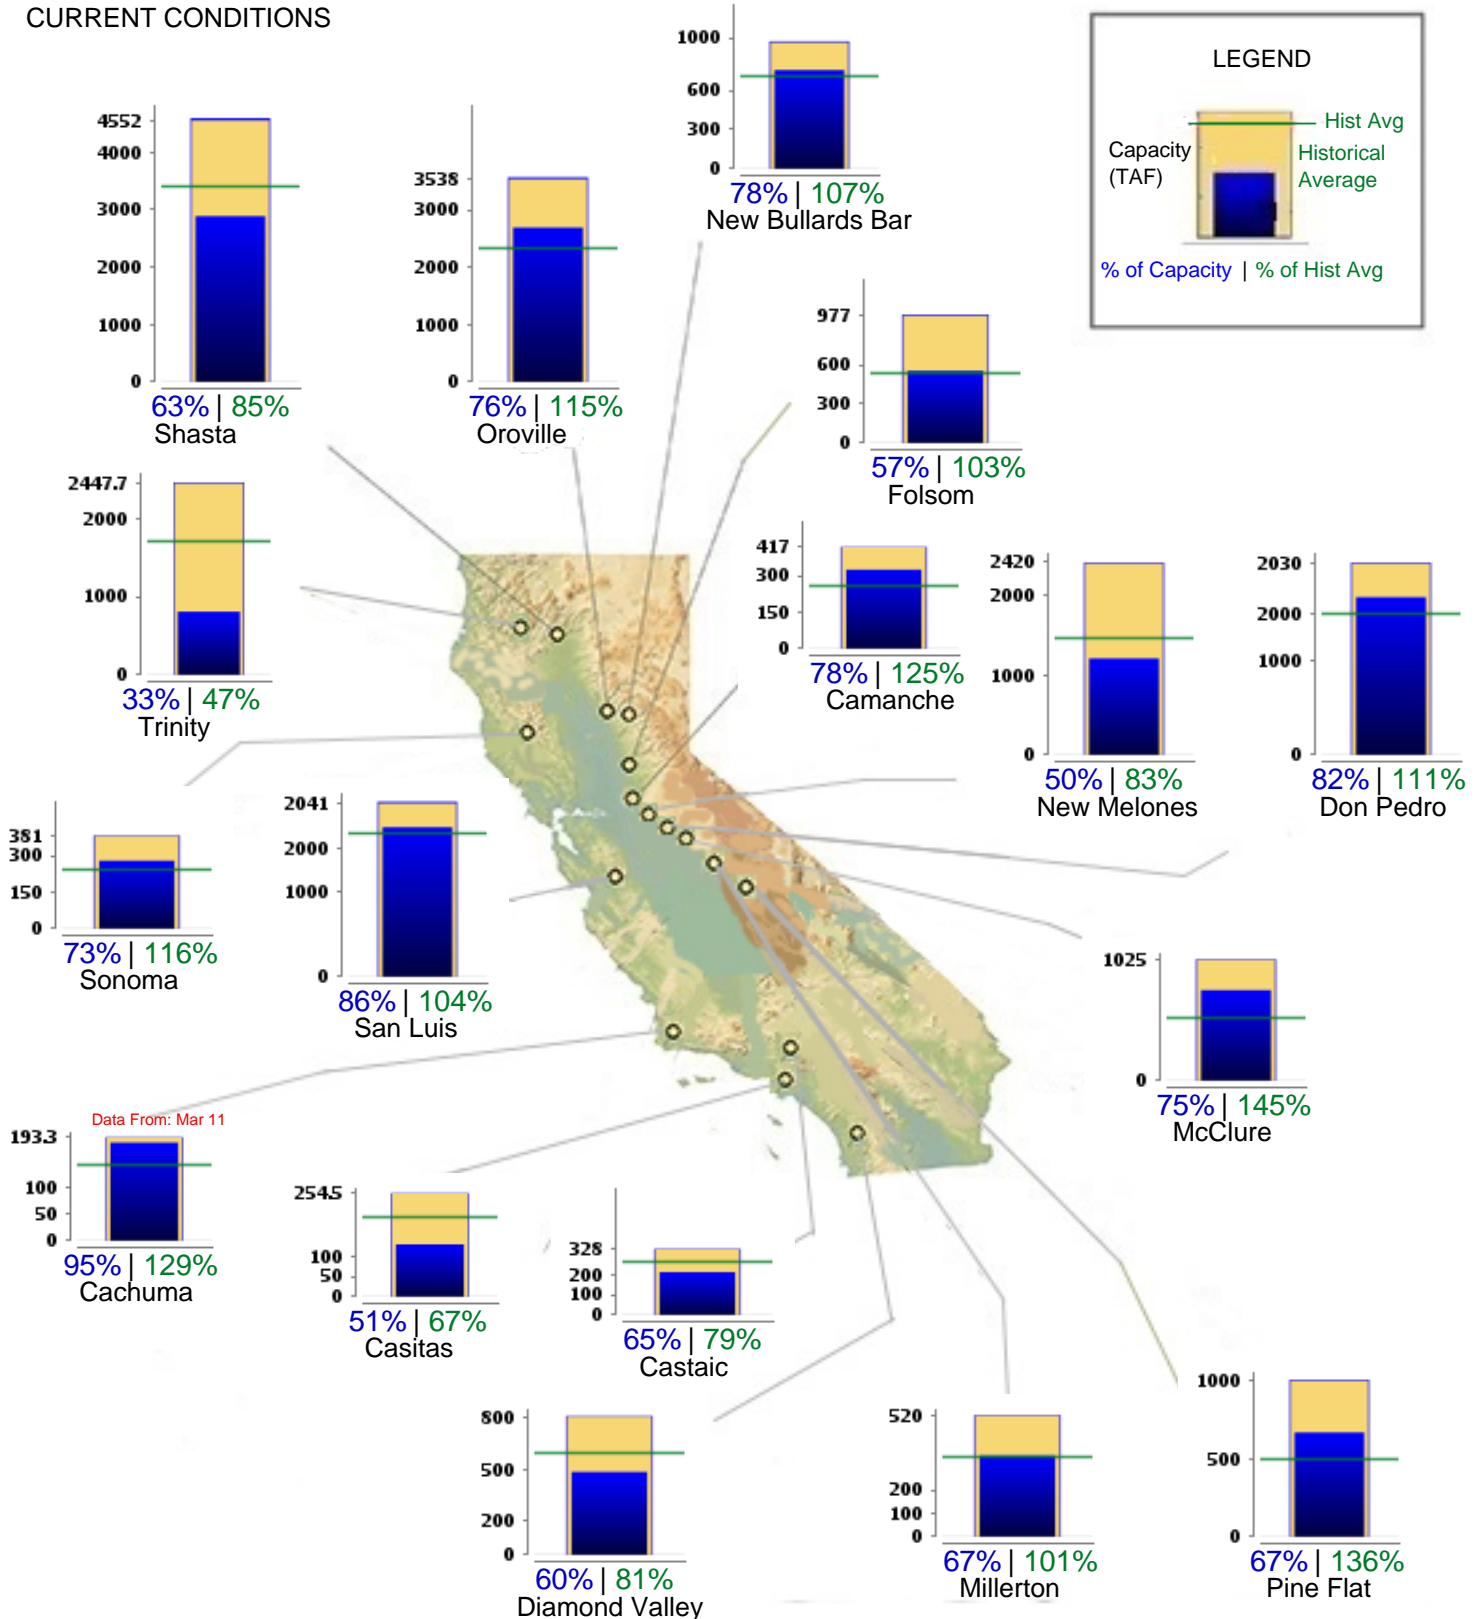 CURRENT CONDITIONS
LEGEND
Hist Avg
Capacity
(TAF)
Historical
Average
% of Capacity | % of Hist Avg
1000
600
300
0
78% | 107%
New Bullards Bar
4552
4000
3000
2000
1000
0
63% | 85%
Shasta
3538
3000
2000
1000
0
76% | 115%
Oroville
977
600
300
0
57% | 103%
Folsom
2447.7
2000
1000
0
33% | 47%
Trinity
417
300
150
0
78% | 125%
Camanche
2420
2000
1000
0
50% | 83%
New Melones
2030
2000
1000
0
82% | 111%
Don Pedro
381
300
150
0
73% | 116%
Sonoma
2041
2000
1000
0
86% | 104%
San Luis
1025
0
75% | 145%
McClure
Data From: Mar 11
193.3
100
50
0
95% | 129%
Cachuma
254.5
100
50
0
51% | 67%
Casitas
328
200
100
0
65% | 79%
Castaic
800
500
200
0
60% | 81%
Diamond Valley
520
200
100
0
67% | 101%
Millerton
1000
500
0
67% | 136%
Pine Flat